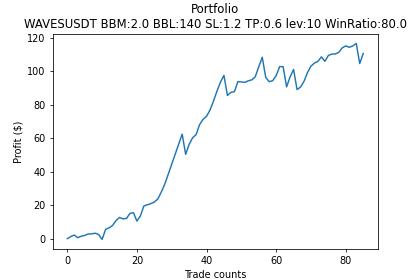 Portfolio
WAVESUSDT BBM:2.0 BBL:140 SL:1.2 TP:0.6 lev:10 WinRatio:80.0
120
100
80
60
40
20
0
Profit ($)
0 20 40 60 80
Trade counts